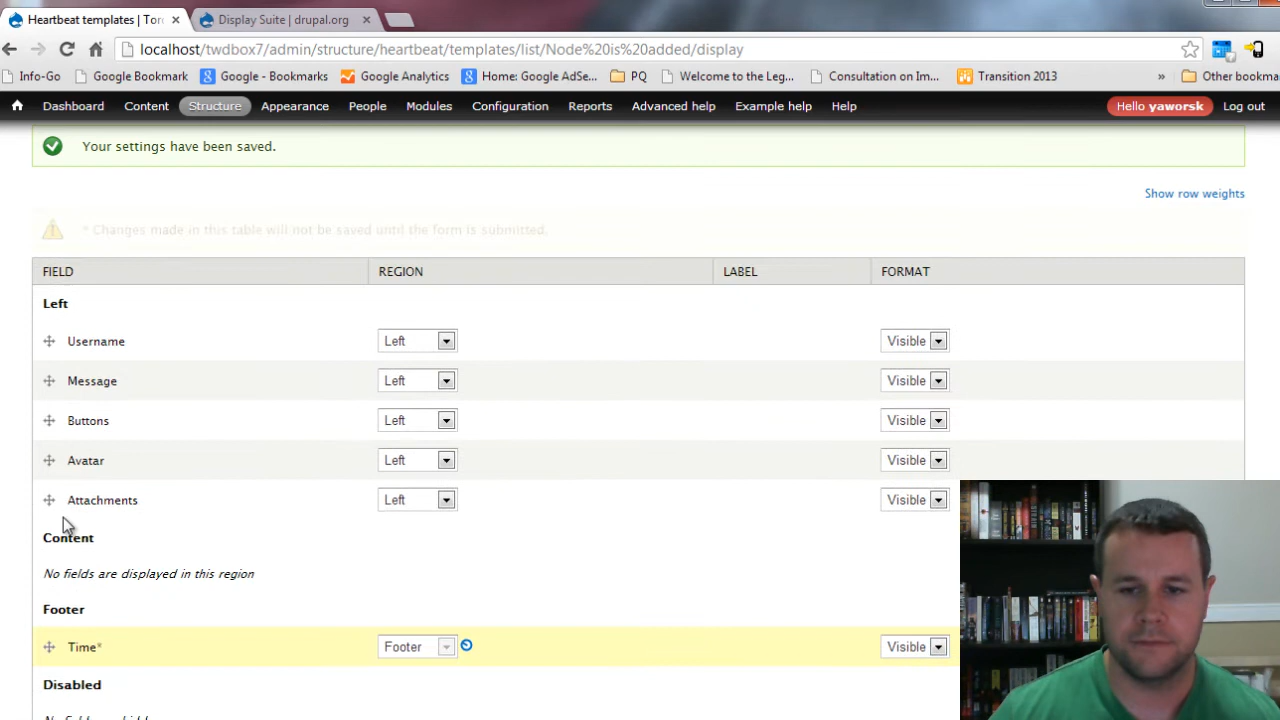 Heartbeat templates | Tor
Display Suite | drupal.org
localhost/twdbox7/admin/structure/heartbeat/templates/list/Node%20is%20added/display
Info-Go Google Bookmark Google - Bookmarks Google Analytics Home: Google AdSe... PQ Welcome to the Leg... Consultation on Im... Transition 2013 » Other bookma
Dashboard Content Structure Appearance People Modules Configuration Reports Advanced help Example help Help Hello yaworsk Log out
Your settings have been saved.
Show row weights
* Changes made in this table will not be saved until the form is submitted.
FIELD REGION LABEL FORMAT
Left
Username Left Visible
Message Left Visible
Buttons Left Visible
Avatar Left Visible
Attachments Left Visible
Content
No fields are displayed in this region
Footer
Time* Footer Visible
Disabled